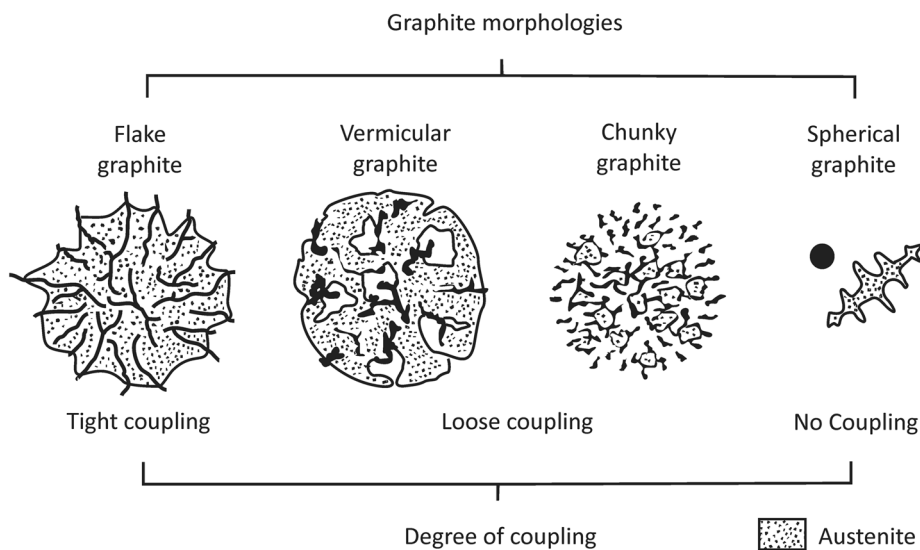 Graphite morphologies
Flake
graphite
Vermicular
graphite
Chunky
graphite
Spherical
graphite
Tight coupling
Loose coupling
No Coupling
Degree of coupling
Austenite